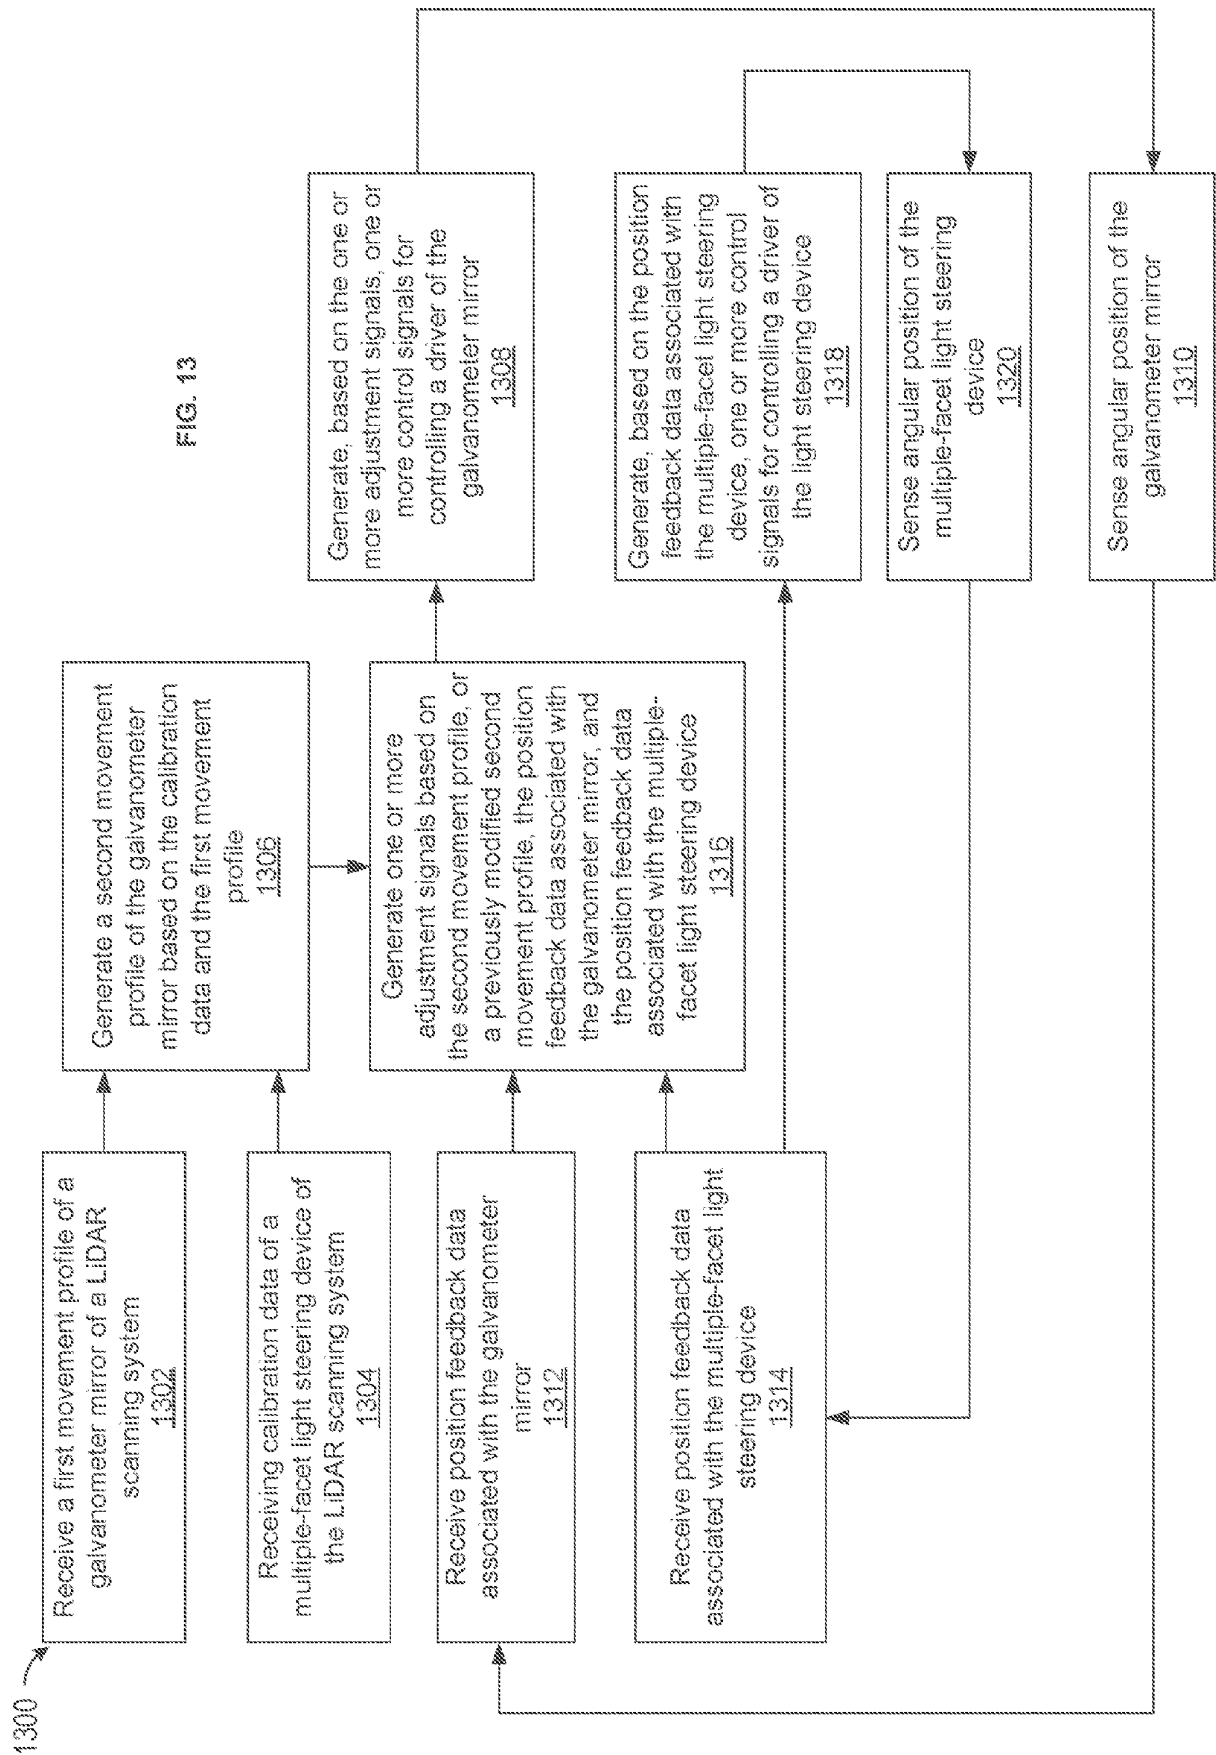 1300
Receive a first movement profile of a
galvanometer mirror of a LiDAR
scanning system
1302
Receiving calibration data of a
multiple-facet light steering device of
the LiDAR scanning system
1304
Receive position feedback data
associated with the galvanometer
mirror
1312
Receive position feedback data
associated with the multiple-facet light
steering device
1314
Generate a second movement
profile of the galvanometer
mirror based on the calibration
data and the first movement
profile
1306
Generate one or more
adjustment signals based on
the second movement profile, or
a previously modified second
movement profile, the position
feedback data associated with
the galvanometer mirror, and
the position feedback data
associated with the multiple-
facet light steering device
1316
FIG. 13
Generate, based on the one or
more adjustment signals, one or
more control signals for
controlling a driver of the
galvanometer mirror
1308
Generate, based on the position
feedback data associated with
the multiple-facet light steering
device, one or more control
signals for controlling a driver of
the light steering device
1318
Sense angular position of the
multiple-facet light steering
device
1320
Sense angular position of the
galvanometer mirror
1310